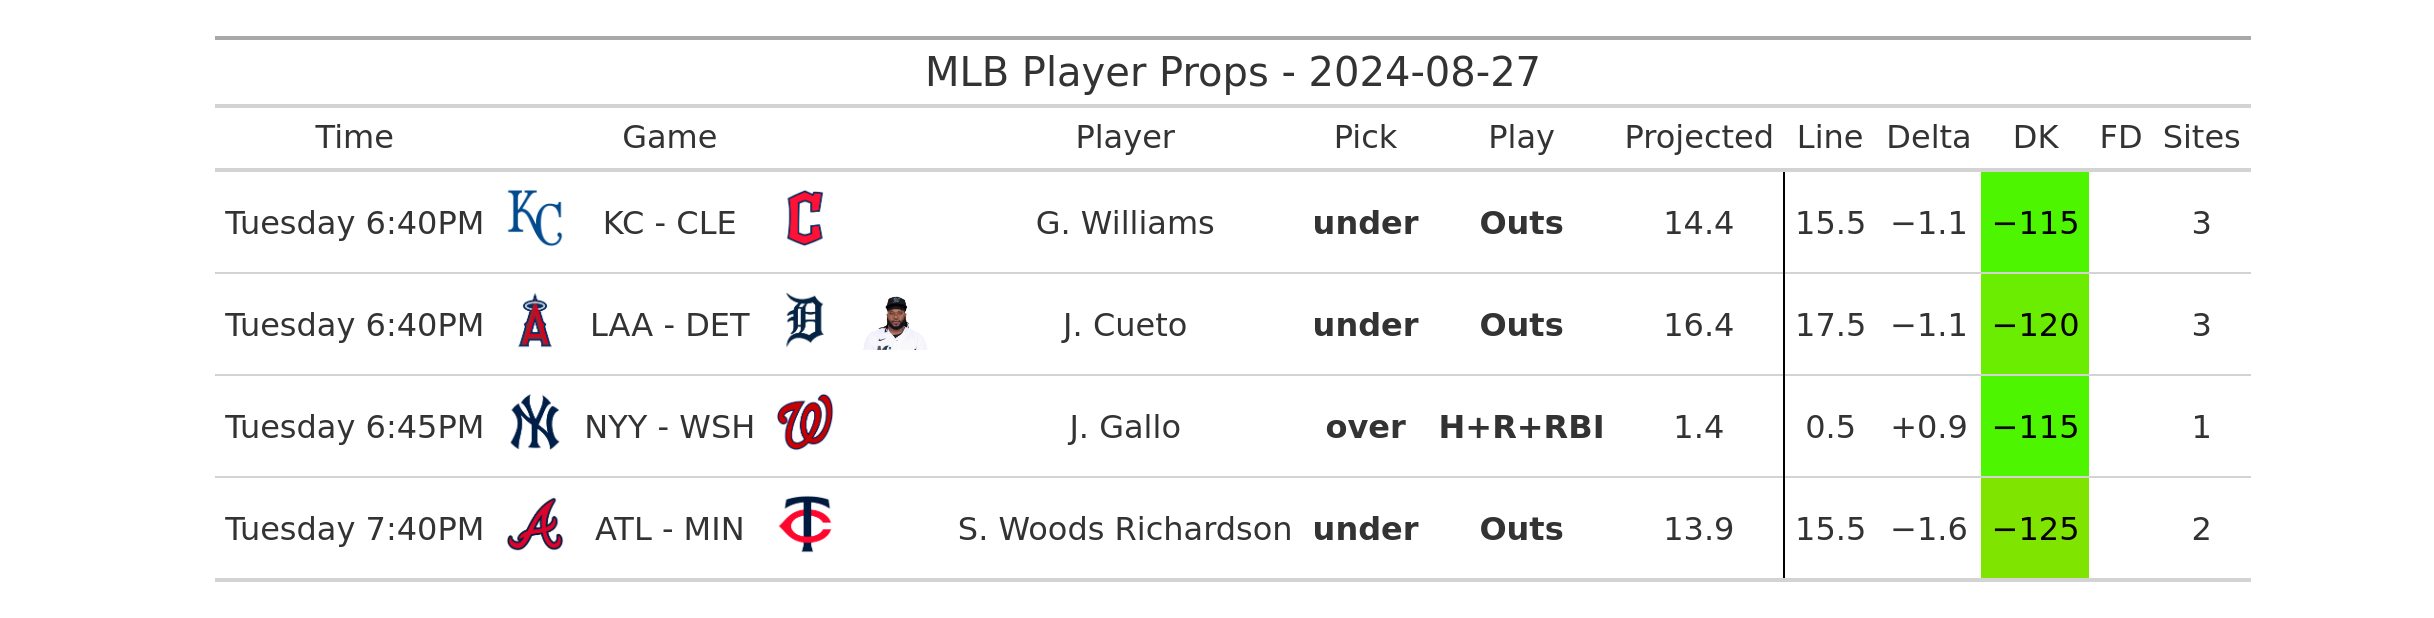 MLB Player Props - 2024-08-27
Time Game Player Pick Play Projected Line Delta DK FD Sites
Tuesday 6:40PM KC KC - CLE C G. Williams under Outs 14.4 15.5 −1.1 −115 3
Tuesday 6:40PM A LAA - DET D J. Cueto under Outs 16.4 17.5 −1.1 −120 3
Tuesday 6:45PM NY NYY - WSH W J. Gallo over H+R+RBI 1.4 0.5 +0.9 −115 1
Tuesday 7:40PM A ATL - MIN TC S. Woods Richardson under Outs 13.9 15.5 −1.6 −125 2